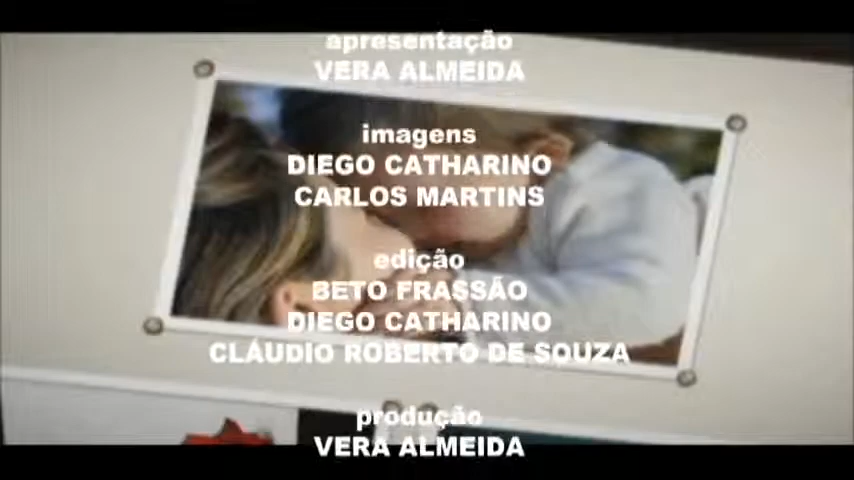 apresentação
VERA ALMEIDA
imagens
DIEGO CATHARINO
CARLOS MARTINS
edição
BETO FRASSÃO
DIEGO CATHARINO
CLÁUDIO ROBERTO DE SOUZA
produção
VERA ALMEIDA